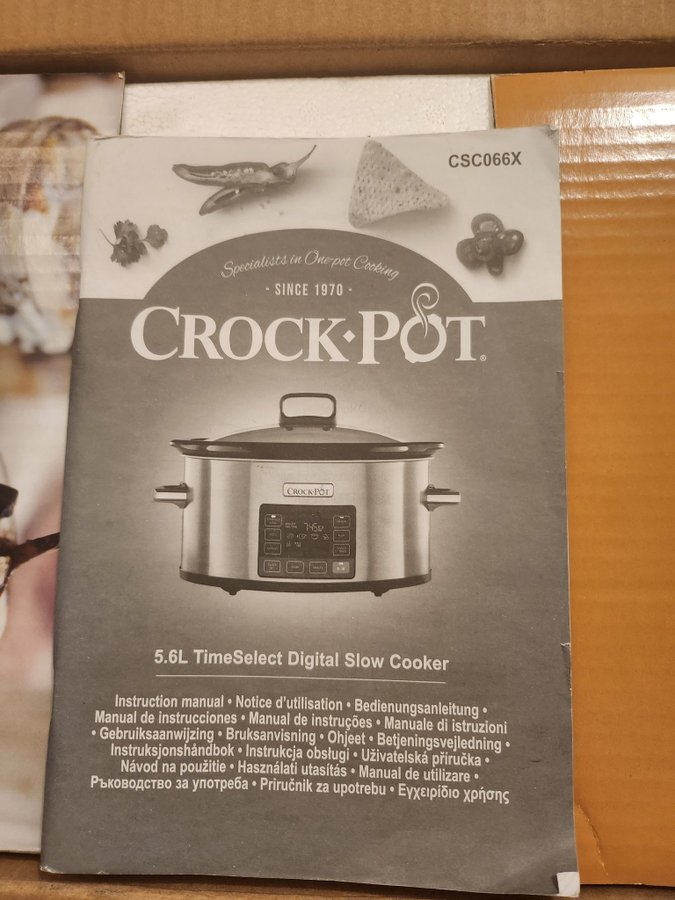 CSC066X
Specialists in One-pot Cooking
- SINCE 1970 -
CROCK·POT®
CROCK·POT
5.6L TimeSelect Digital Slow Cooker
Instruction manual • Notice d'utilisation • Bedienungsanleitung •
Manual de instrucciones • Manual de instruções • Manuale di istruzioni
• Gebruiksaanwijzing • Bruksanvisning • Ohjeet • Betjeningsvejledning •
Instruksjonshåndbok • Instrukcja obsługi • Uživatelská příručka •
Návod na použitie • Használati utasítás • Manual de utilizare •
Ръководство за употреба • Priručnik za upotrebu • Εγχειρίδιο χρήσης